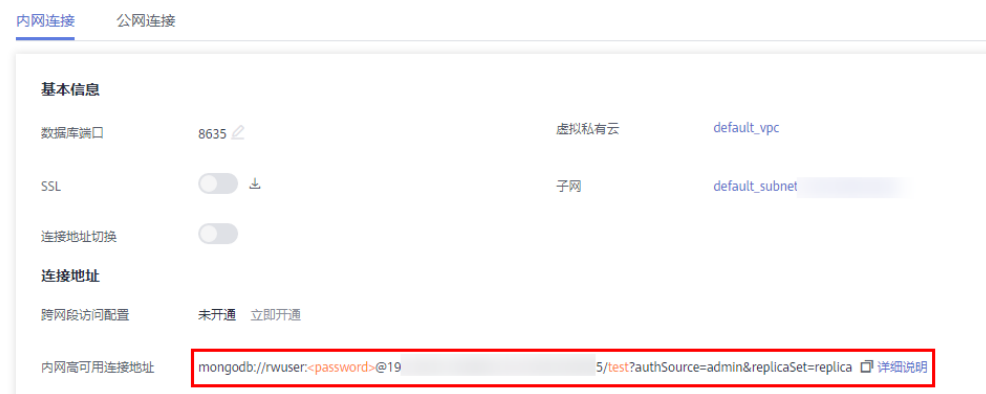 内网连接 公网连接
基本信息
数据库端口 8635 虚拟私有云 default_vpc
SSL 子网 default_subnet
连接地址切换
连接地址
跨网段访问配置 未开通 立即开通
内网高可用连接地址 mongodb://rwuser:<password>@19 5/test?authSource=admin&replicaSet=replica 详细说明